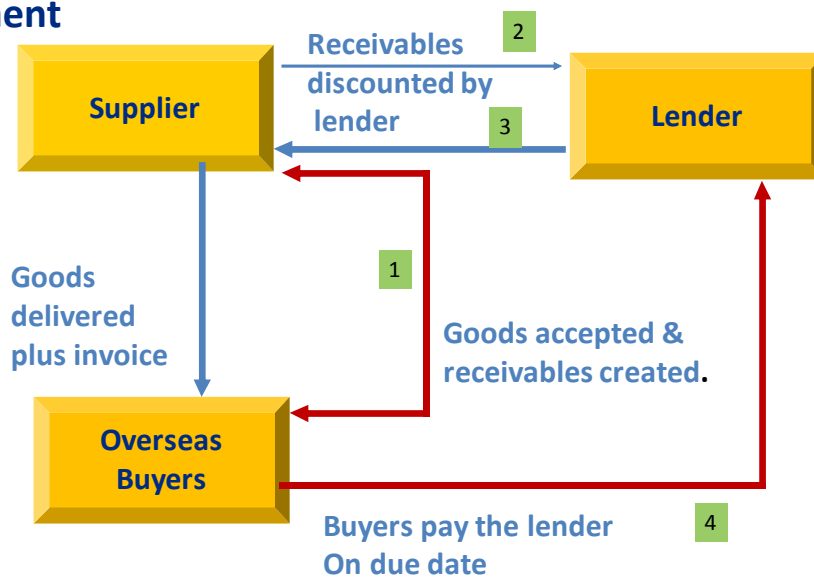 2
Receivables
discounted by
lender
Supplier
Lender
3
1
Goods
delivered
plus invoice
Goods accepted &
receivables created.
Overseas
Buyers
Buyers pay the lender
On due date
4